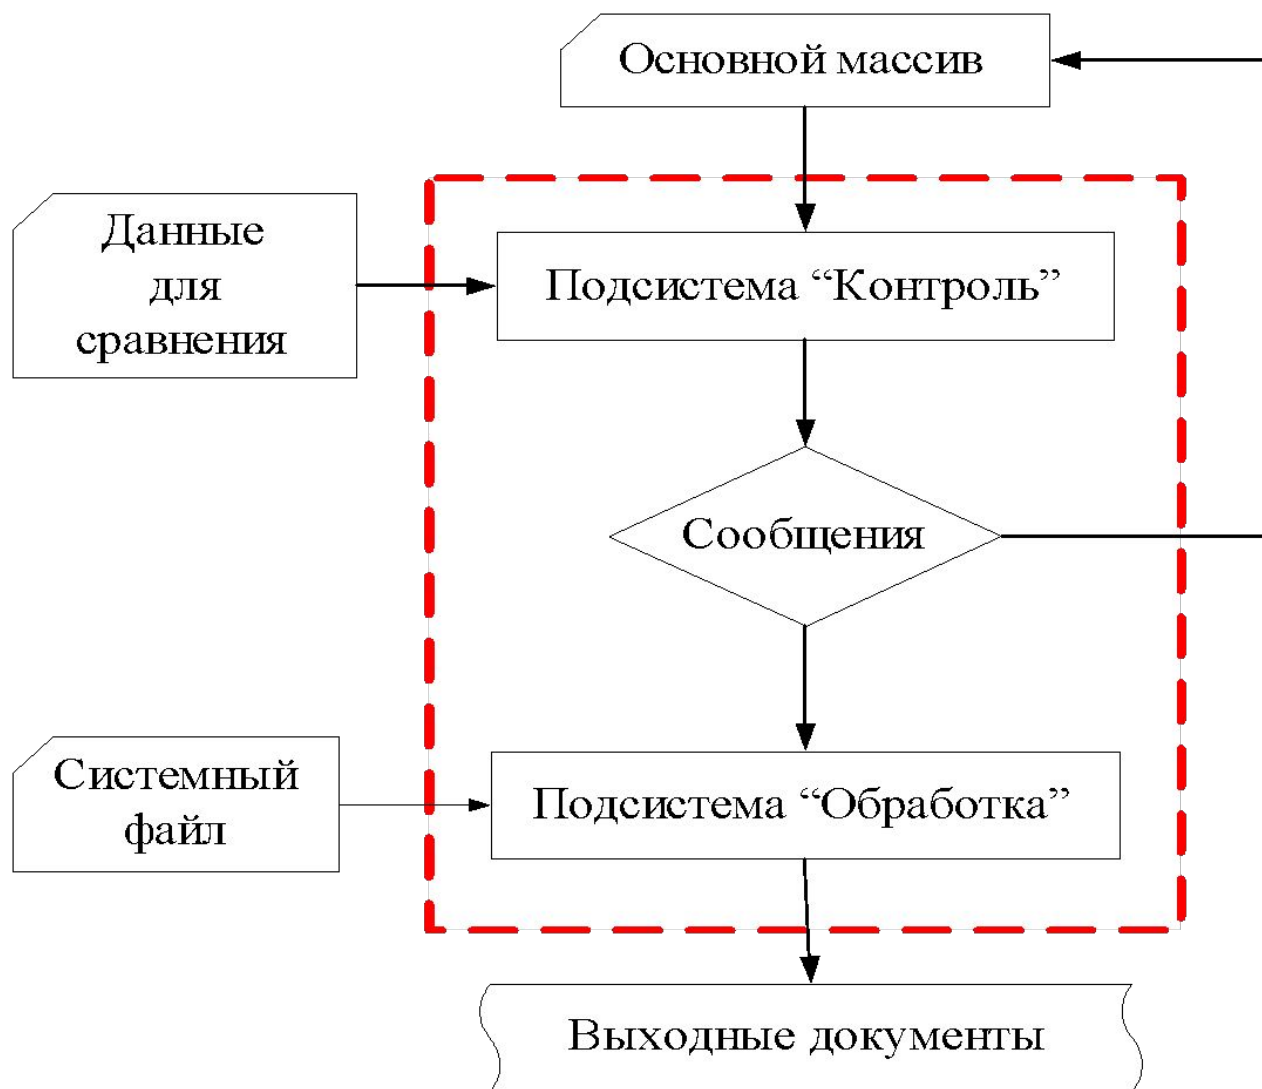 Основной массив
Данные
для
сравнения
Подсистема “Контроль”
Сообщения
Системный
файл
Подсистема “Обработка”
Выходные документы